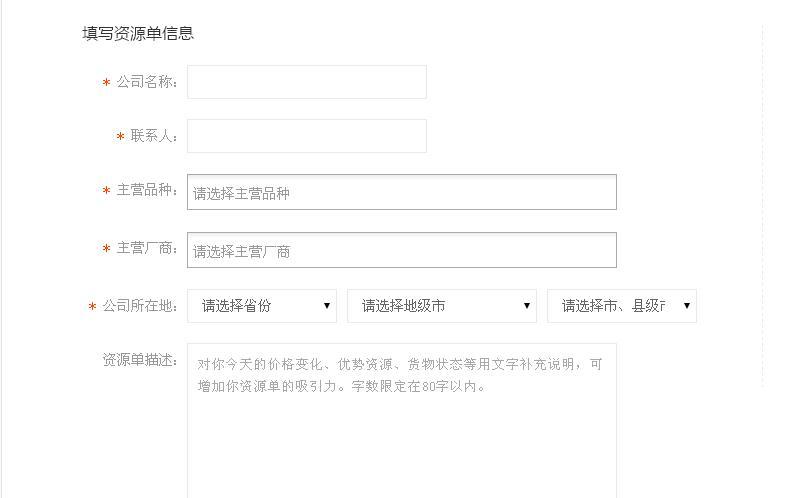 填写资源单信息
* 公司名称:
* 联系人:
* 主营品种: 请选择主营品种
* 主营厂商: 请选择主营厂商
* 公司所在地: 请选择省份 请选择地级市 请选择市、县级
资源单描述: 对你今天的价格变化、优势资源、货物状态等用文字补充说明，可
增加你资源单的吸引力。字数限定在80字以内。